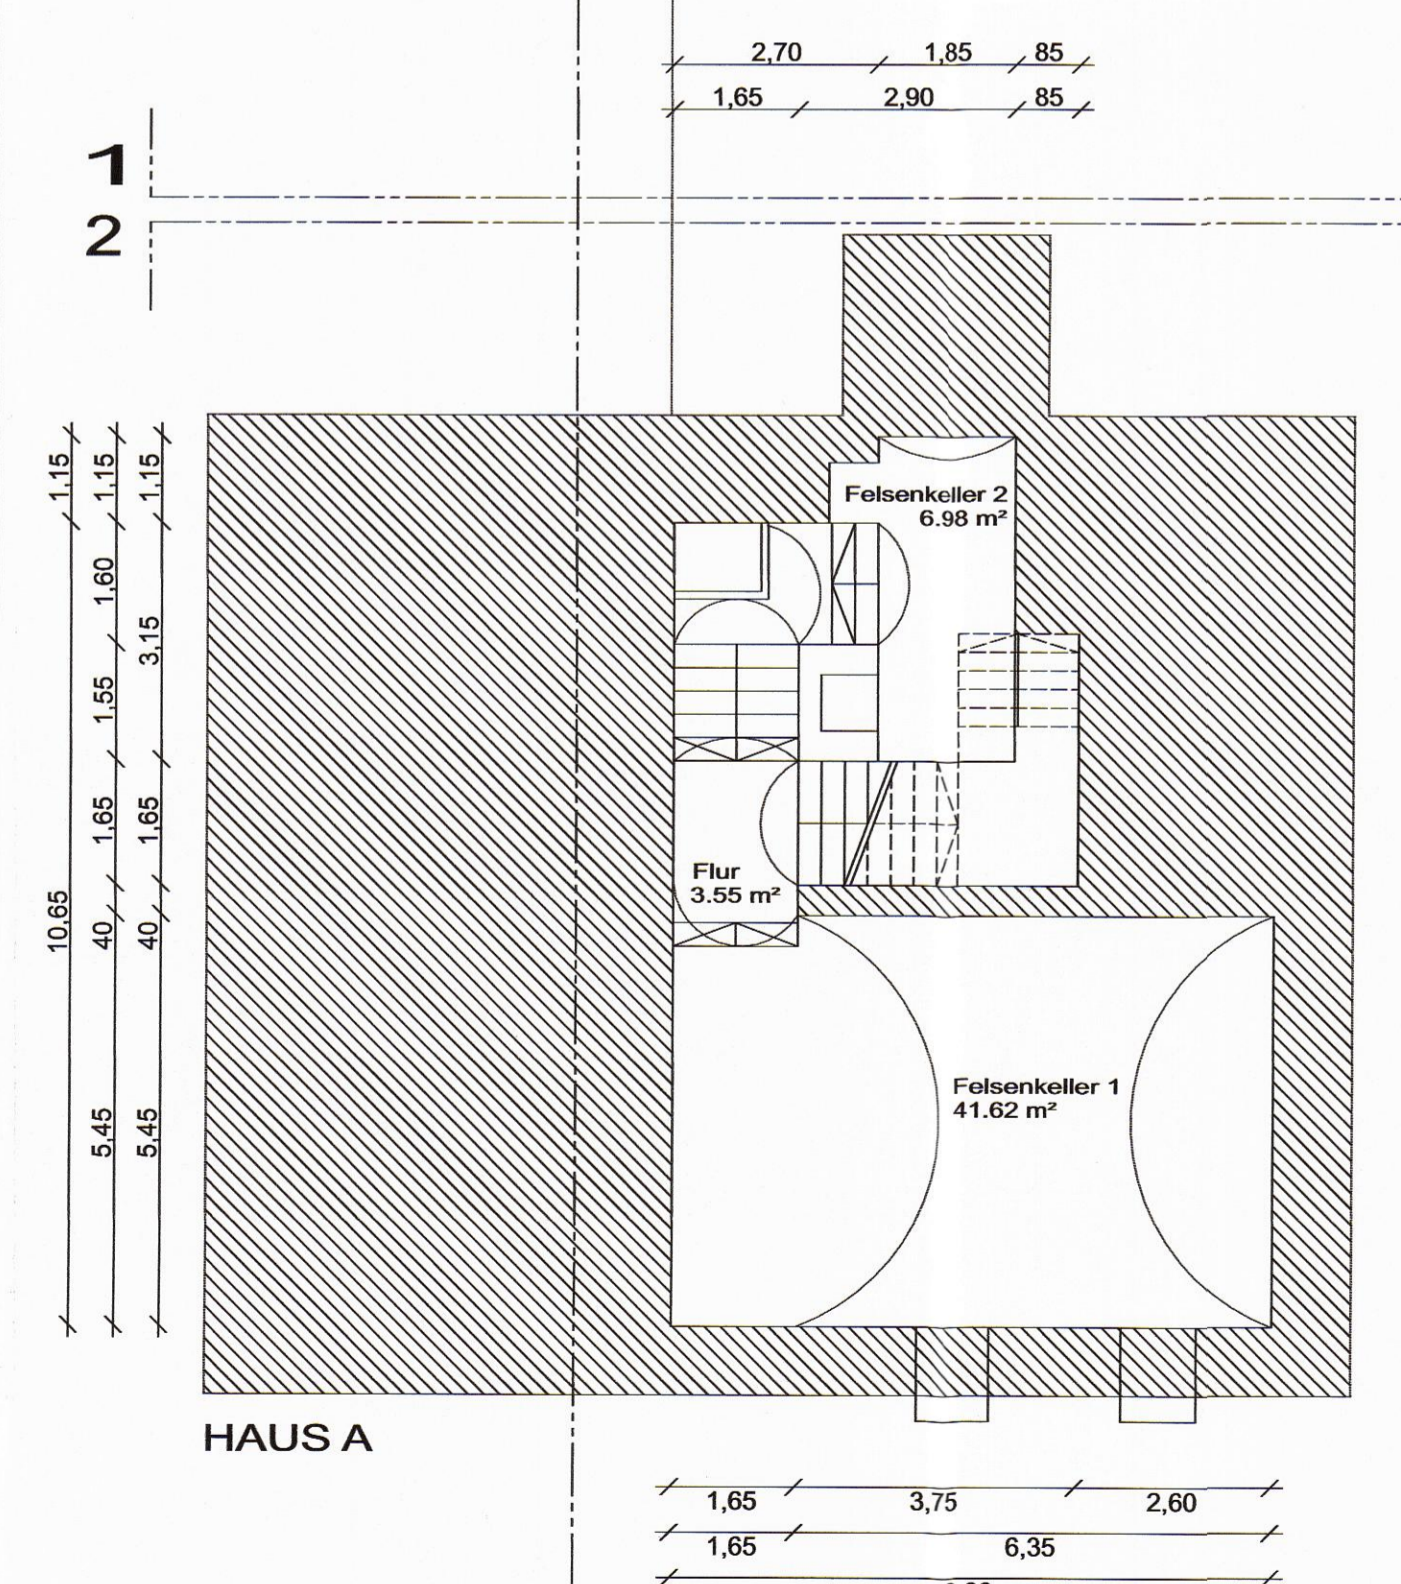 2,70 1,85 85
1,65 2,90 85
1
2
Felsenkeller 2
6.98 m²
1,15 1,15 1,15
1,60
3,15
1,55
1,65 1,65
Flur
3.55 m²
10,65
40 40
Felsenkeller 1
41.62 m²
5,45 5,45
HAUS A
1,65 3,75 2,60
1,65 6,35